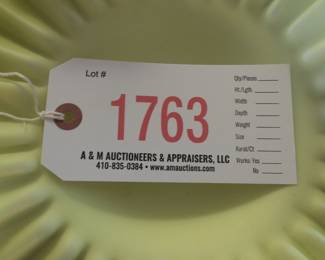 Lot #
1763
A & M AUCTIONEERS & APPRAISERS, LLC
410-835-0384 • www.amauctions.com
Qty/Pieces
Ht./Lgth.
Width
Depth
Weight
Size
Karat/Ct
Works: Yes
No